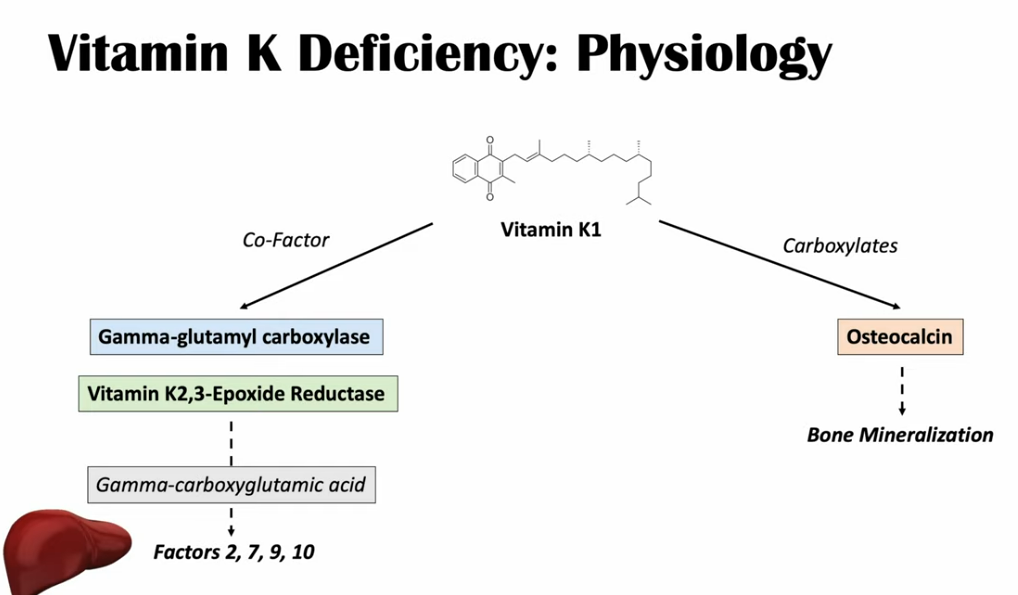 Vitamin K Deficiency: Physiology
O
O
Vitamin K1
Co-Factor
Carboxylates
Gamma-glutamyl carboxylase
Osteocalcin
Vitamin K2,3-Epoxide Reductase
Bone Mineralization
Gamma-carboxyglutamic acid
Factors 2, 7, 9, 10